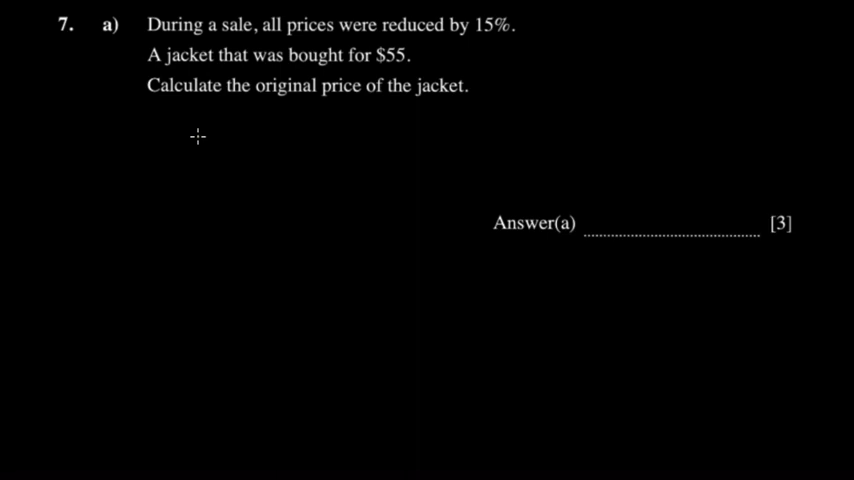 7. a) During a sale, all prices were reduced by 15%.
A jacket that was bought for $55.
Calculate the original price of the jacket.
Answer(a) ........................................ [3]